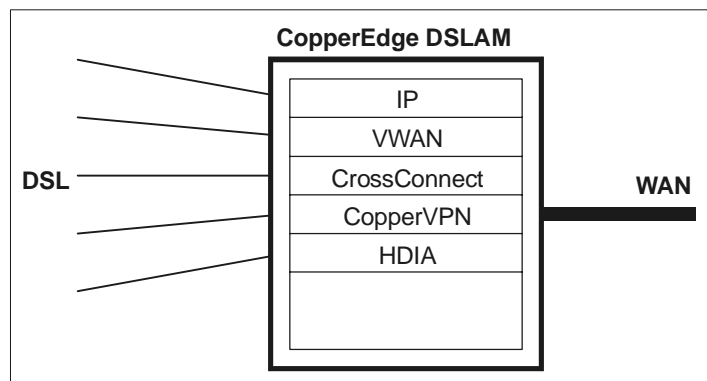 CopperEdge DSLAM
IP
VWAN
DSL
CrossConnect
WAN
CopperVPN
HDIA